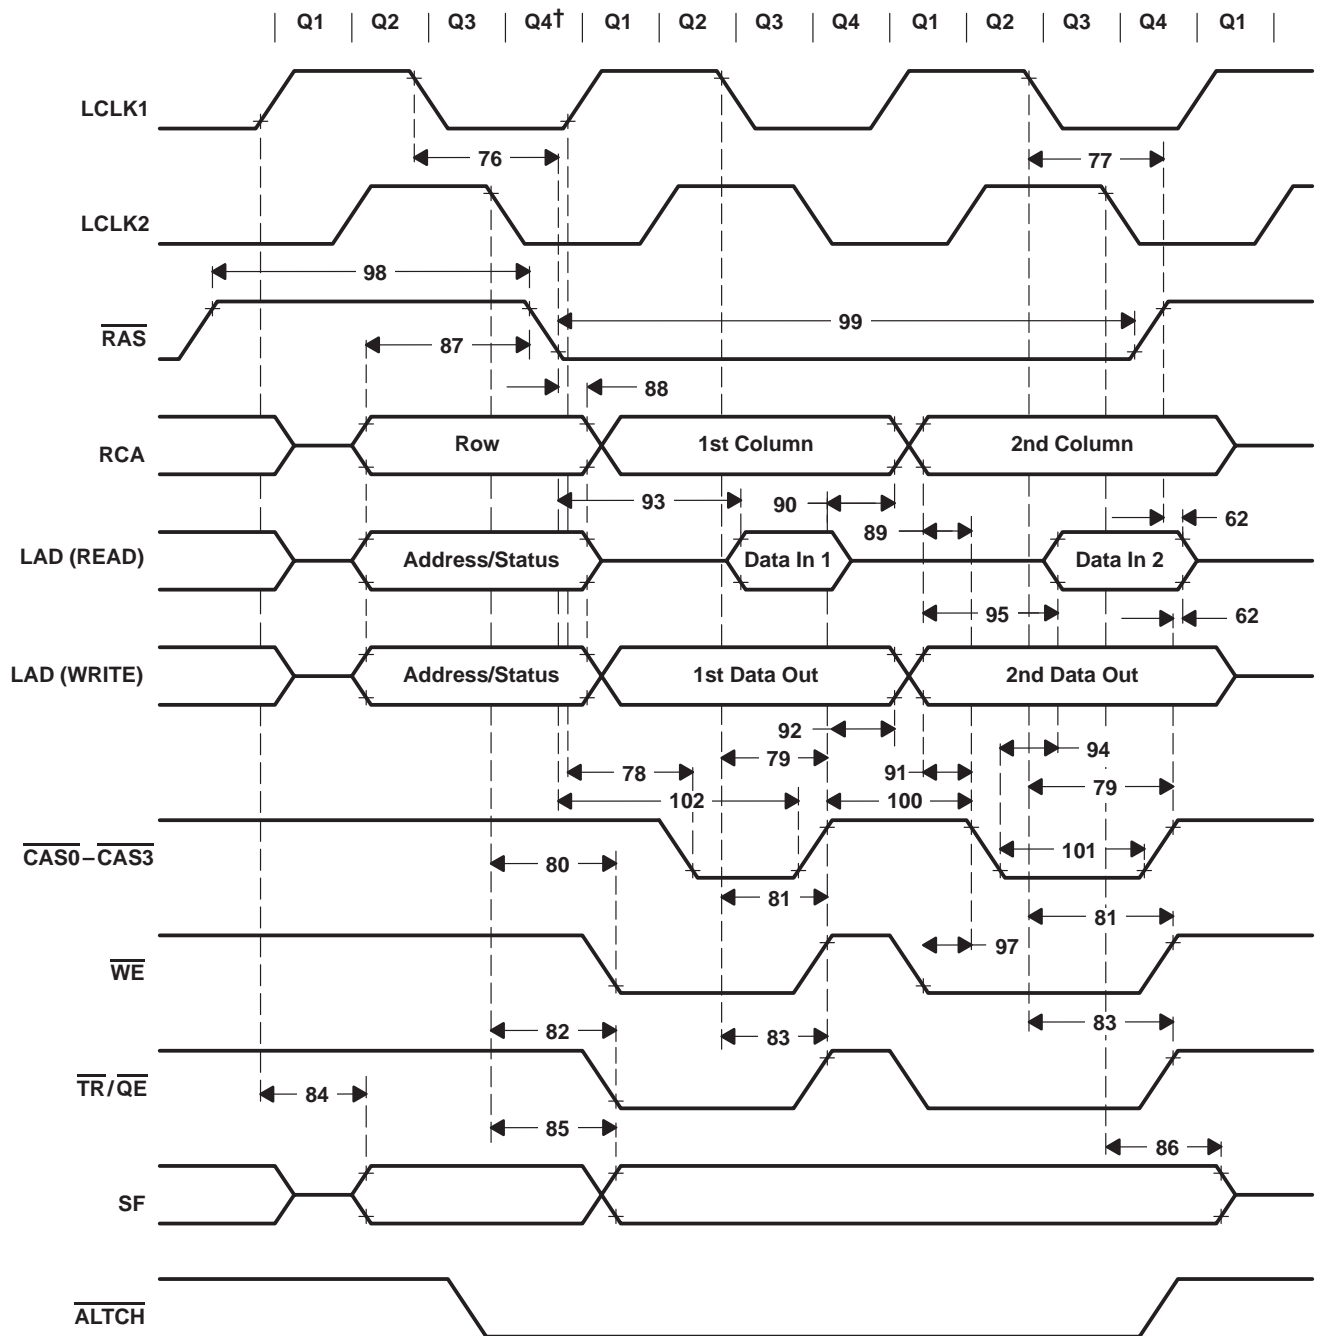 Q1 Q2 Q3 Q4† Q1 Q2 Q3 Q4 Q1 Q2 Q3 Q4 Q1
LCLK1
76 77
LCLK2
98
RAS
99
87
88
RCA
Row 1st Column 2nd Column
93 90
62
89
LAD (READ)
Address/Status Data In 1 Data In 2
95
62
LAD (WRITE)
Address/Status 1st Data Out 2nd Data Out
92
94
79
78 91
79
102 100
CAS0–CAS3
101
80
81
81
WE
97
82 83 83
TR/QE
84
85
86
SF
ALTCH